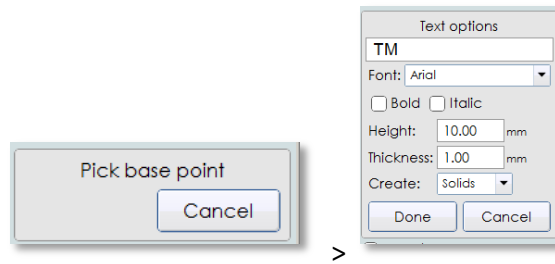 Pick base point
Cancel
>
Text options
TM
Font: Arial
Bold Italic
Height: 10.00 mm
Thickness: 1.00 mm
Create: Solids
Done Cancel